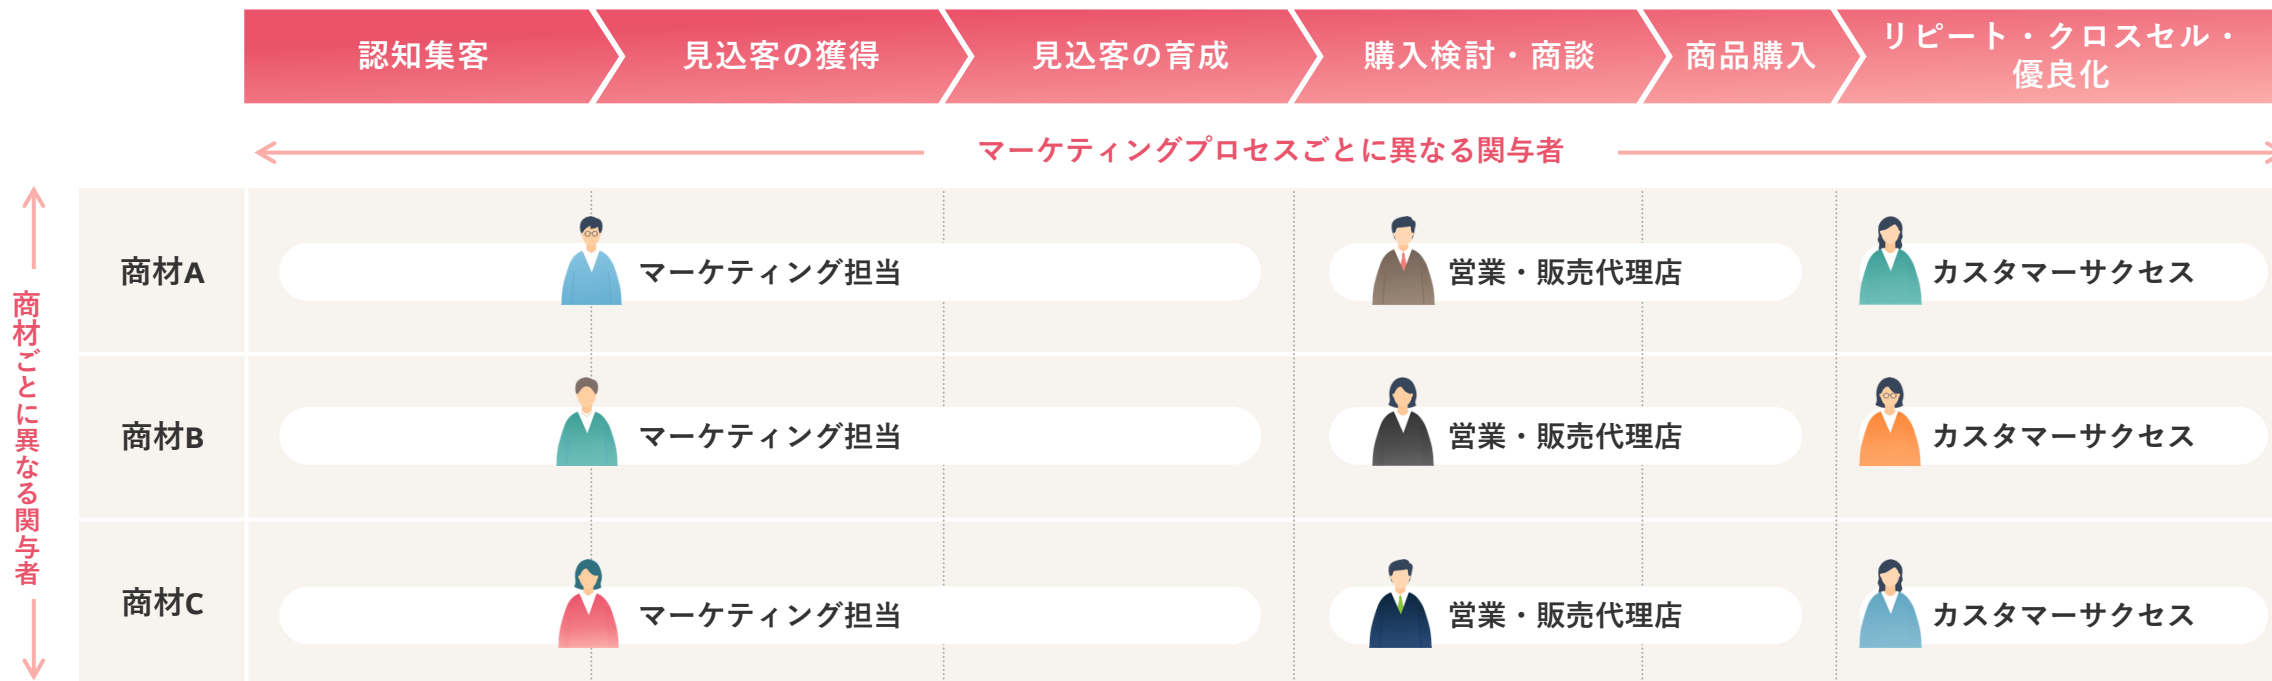 認知集客
見込客の獲得
見込客の育成
購入検討・商談
商品購入
リピート・クロスセル・
優良化
マーケティングプロセスごとに異なる関与者
商材ごとに異なる関与者
商材A
マーケティング担当
営業・販売代理店
カスタマーサクセス
商材B
マーケティング担当
営業・販売代理店
カスタマーサクセス
商材C
マーケティング担当
営業・販売代理店
カスタマーサクセス